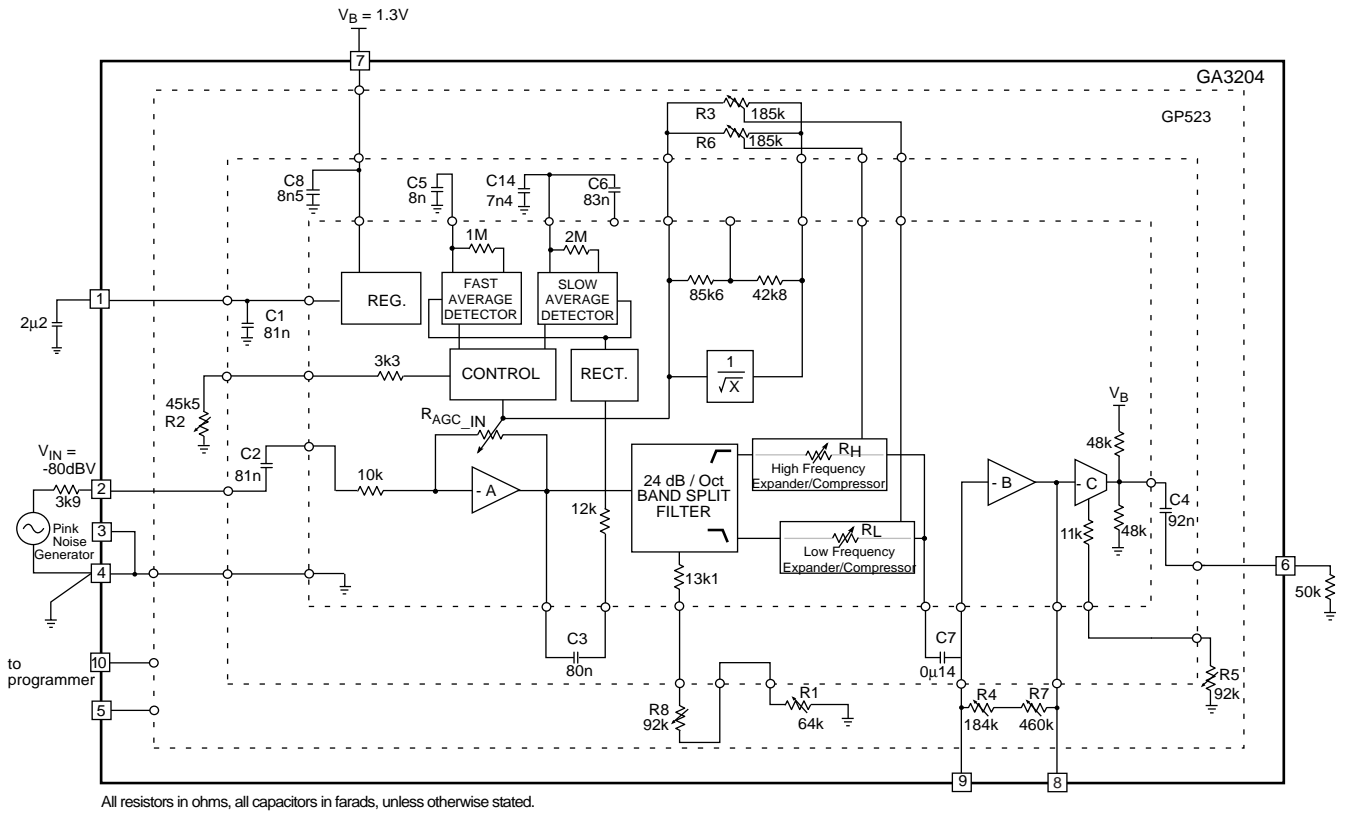 V_B = 1.3V
7
GA3204
GP523
R3
185k
R6
185k
C8
8n5
C5
8n
C14
7n4
C6
83n
1M
2M
1
2µ2
C1
81n
REG.
FAST
AVERAGE
DETECTOR
SLOW
AVERAGE
DETECTOR
85k6
42k8
3k3
CONTROL
RECT.
1
√X
45k5
R2
R_AGC_IN
V_B
48k
V_IN =
-80dBV
2
3k9
C2
81n
10k
- A
12k
24 dB / Oct
BAND SPLIT
FILTER
R_H
High Frequency
Expander/Compressor
R_L
Low Frequency
Expander/Compressor
- B
- C
11k
48k
C4
92n
3
Pink
Noise
Generator
4
13k1
6
50k
to
programmer
10
5
C3
80n
C7
0µ14
R8
92k
R1
64k
R4
184k
R7
460k
R5
92k
9
8
All resistors in ohms, all capacitors in farads, unless otherwise stated.